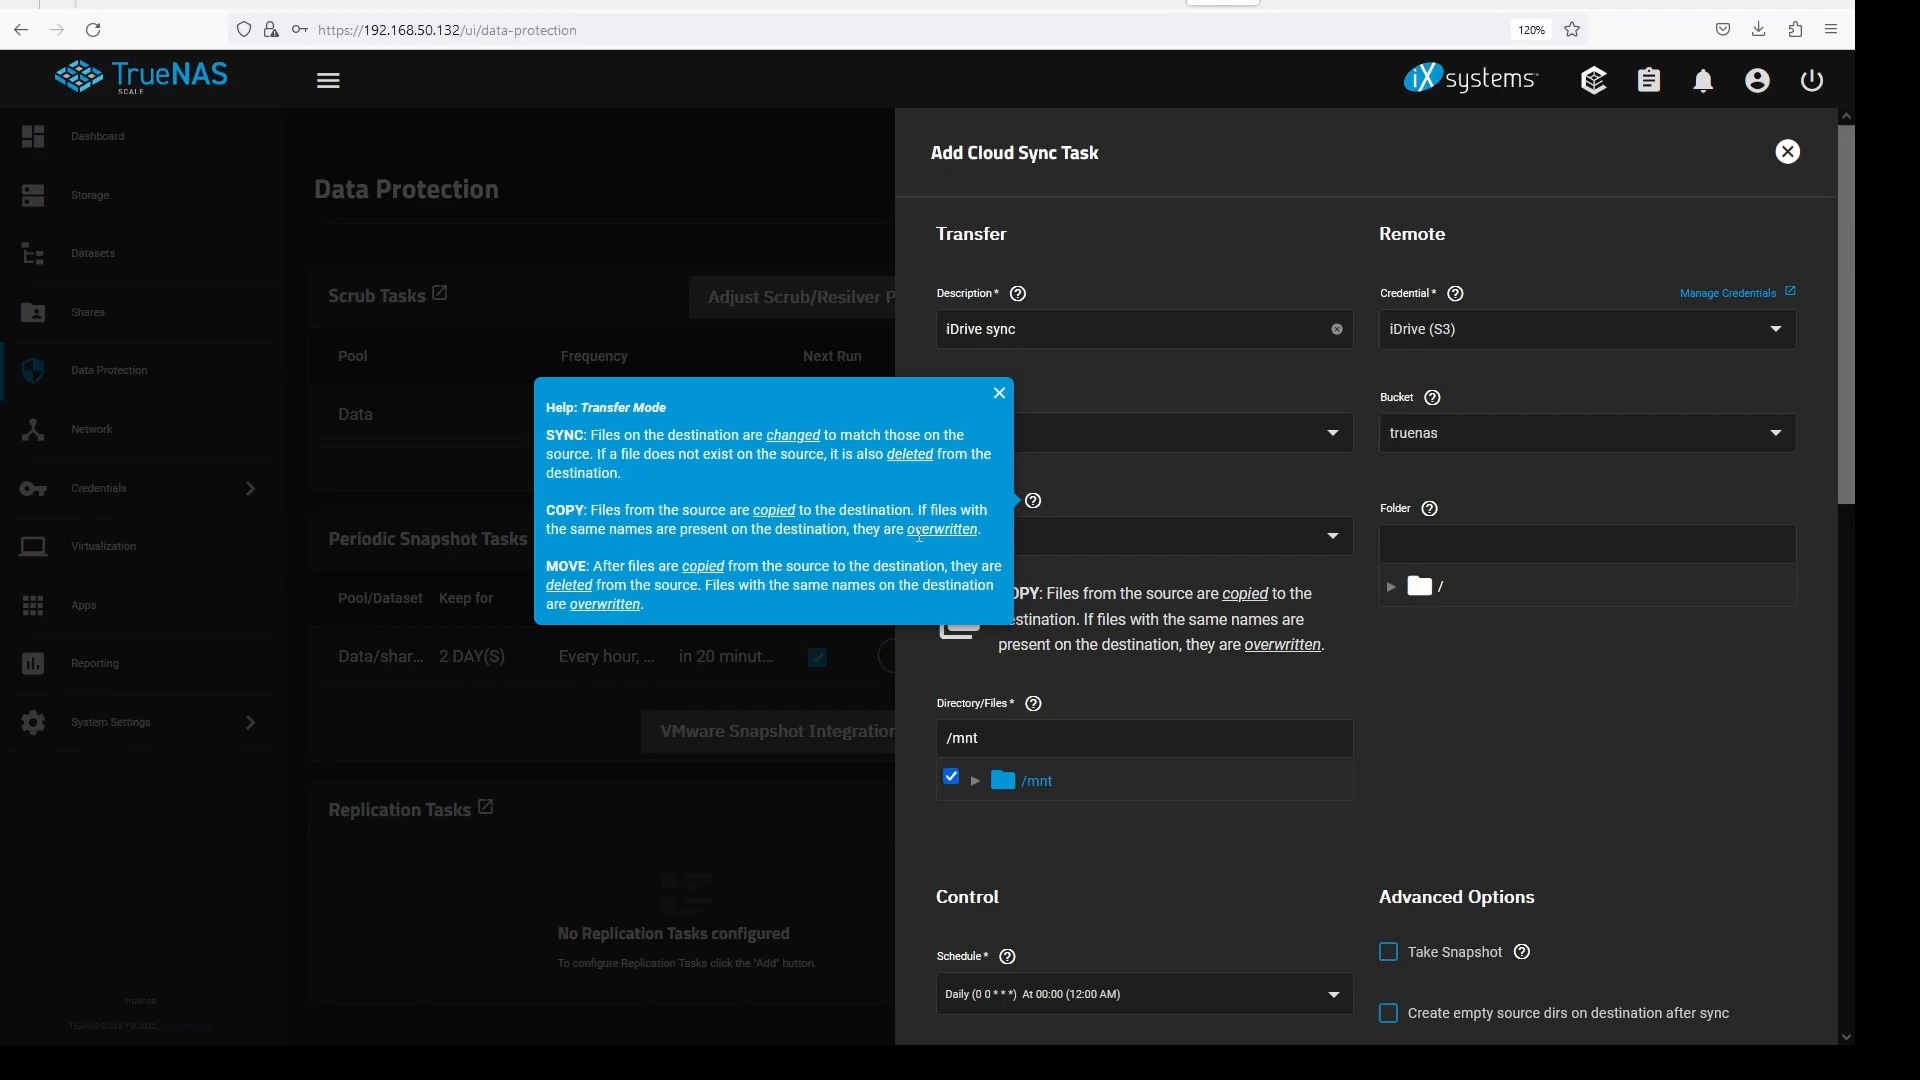 https://192.168.50.132/ui/data-protection
120%
TrueNAS
SCALE
iXsystems
Dashboard
Storage
Datasets
Shares
Data Protection
Network
Credentials
Virtualization
Apps
Reporting
System Settings
truenas
TrueNAS SCALE ® © 2022
Data Protection
Scrub Tasks
Adjust Scrub/Resilver P
Pool
Frequency
Next Run
Data
Periodic Snapshot Tasks
Pool/Dataset
Keep for
Data/shar...
2 DAY(S)
Every hour, ...
in 20 minut...
VMware Snapshot Integration
Replication Tasks
No Replication Tasks configured
To configure Replication Tasks click the "Add" button.
Help: Transfer Mode
SYNC: Files on the destination are changed to match those on the
source. If a file does not exist on the source, it is also deleted from the
destination.
COPY: Files from the source are copied to the destination. If files with
the same names are present on the destination, they are overwritten.
MOVE: After files are copied from the source to the destination, they are
deleted from the source. Files with the same names on the destination
are overwritten.
Add Cloud Sync Task
Transfer
Description *
iDrive sync
OPY: Files from the source are copied to the
estination. If files with the same names are
present on the destination, they are overwritten.
Directory/Files *
/mnt
/mnt
Control
Schedule *
Daily (0 0 * * *) At 00:00 (12:00 AM)
Remote
Credential *
Manage Credentials
iDrive (S3)
Bucket
truenas
Folder
/
Advanced Options
Take Snapshot
Create empty source dirs on destination after sync